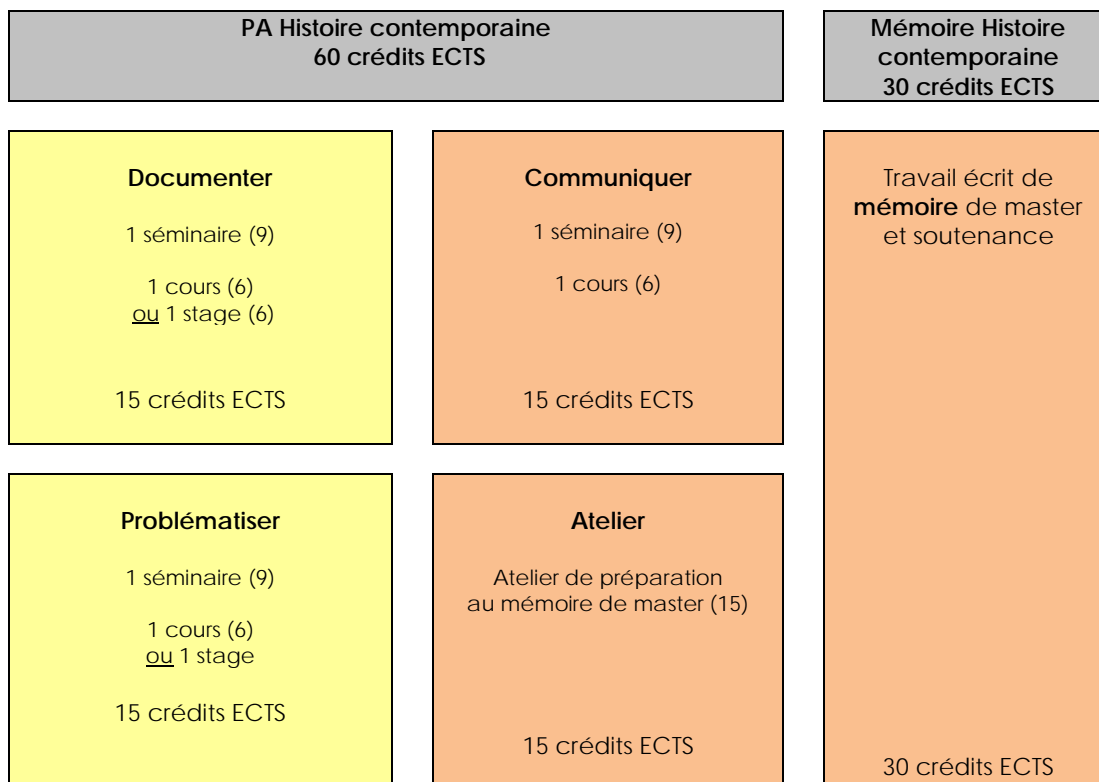 PA Histoire contemporaine
60 crédits ECTS
Mémoire Histoire
contemporaine
30 crédits ECTS
Documenter
1 séminaire (9)
1 cours (6)
ou 1 stage (6)
15 crédits ECTS
Communiquer
1 séminaire (9)
1 cours (6)
15 crédits ECTS
Travail écrit de
mémoire de master
et soutenance
30 crédits ECTS
Problématiser
1 séminaire (9)
1 cours (6)
ou 1 stage
15 crédits ECTS
Atelier
Atelier de préparation
au mémoire de master (15)
15 crédits ECTS